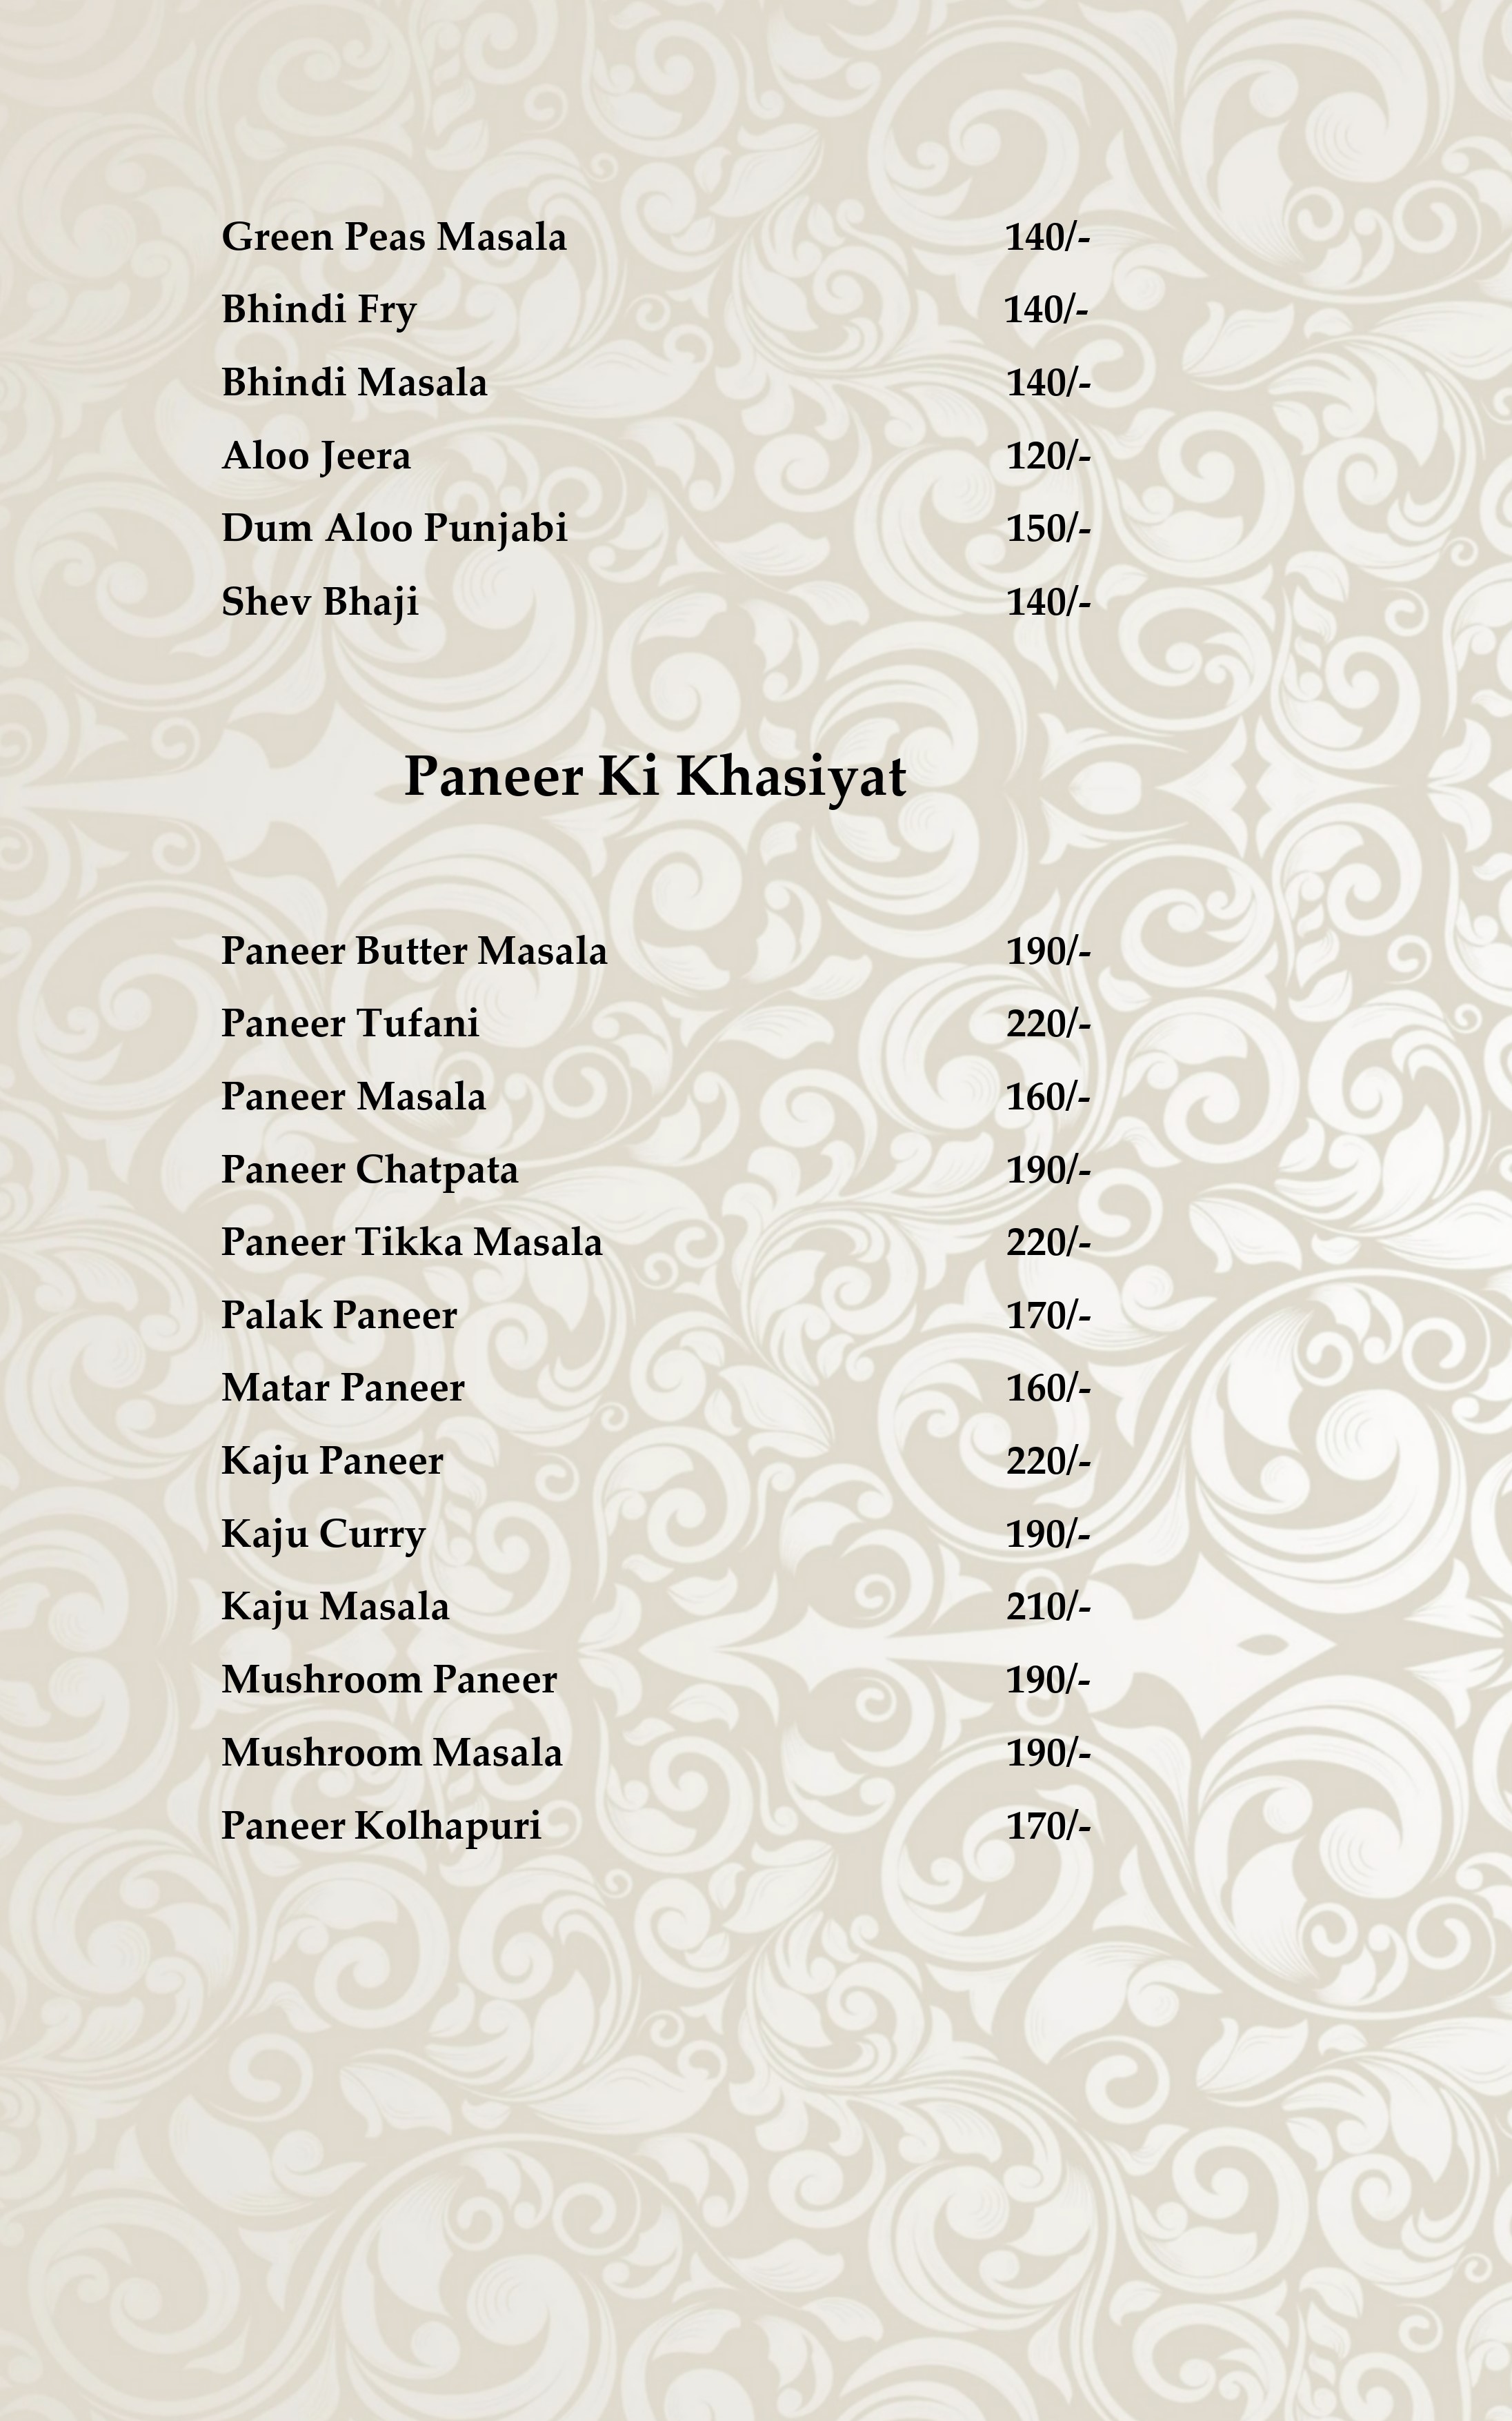 Green Peas Masala 140/-
Bhindi Fry 140/-
Bhindi Masala 140/-
Aloo Jeera 120/-
Dum Aloo Punjabi 150/-
Shev Bhaji 140/-
Paneer Ki Khasiyat
Paneer Butter Masala 190/-
Paneer Tufani 220/-
Paneer Masala 160/-
Paneer Chatpata 190/-
Paneer Tikka Masala 220/-
Palak Paneer 170/-
Matar Paneer 160/-
Kaju Paneer 220/-
Kaju Curry 190/-
Kaju Masala 210/-
Mushroom Paneer 190/-
Mushroom Masala 190/-
Paneer Kolhapuri 170/-